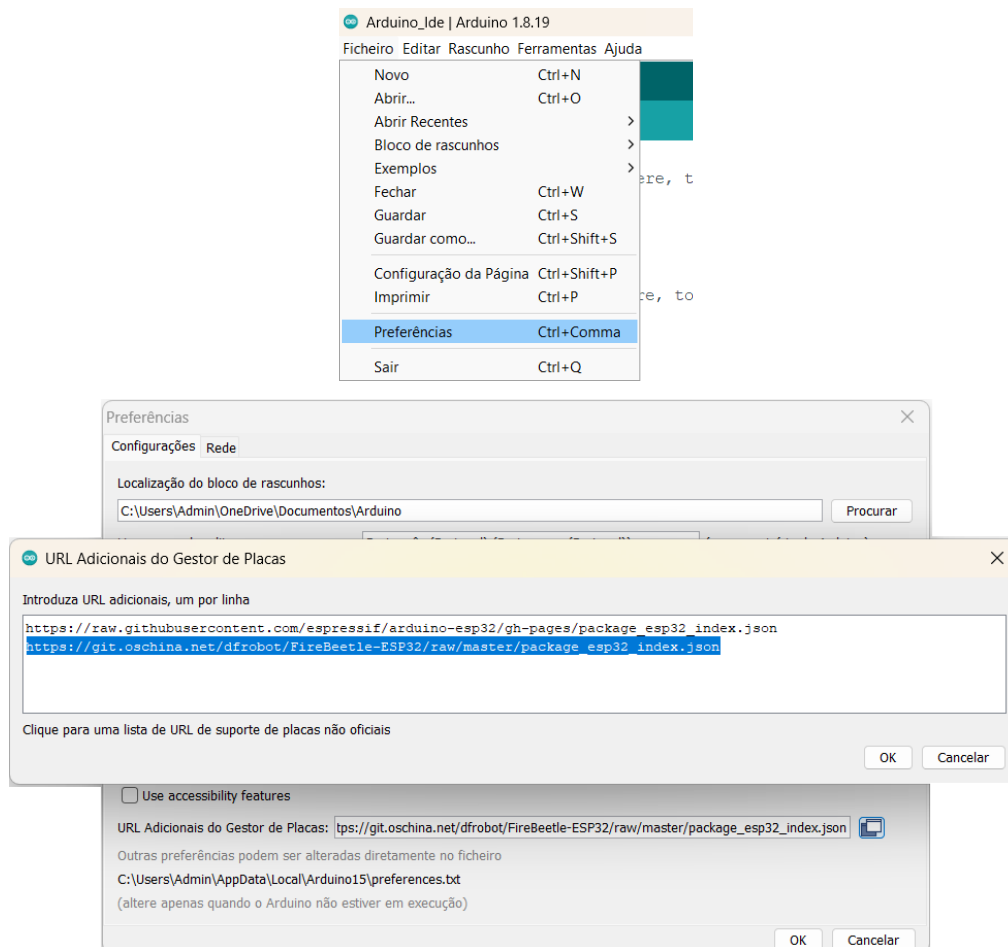 Arduino_Ide | Arduino 1.8.19
Ficheiro Editar Rascunho Ferramentas Ajuda
Novo Ctrl+N
Abrir... Ctrl+O
Abrir Recentes >
Bloco de rascunhos >
Exemplos >
ere, t
Fechar Ctrl+W
Guardar Ctrl+S
Guardar como... Ctrl+Shift+S
Configuração da Página Ctrl+Shift+P
Imprimir Ctrl+P
re, to
Preferências Ctrl+Comma
Sair Ctrl+Q
Preferências
Configurações Rede
Localização do bloco de rascunhos:
C:\Users\Admin\OneDrive\Documentos\Arduino Procurar
URL Adicionais do Gestor de Placas
Introduza URL adicionais, um por linha
https://raw.githubusercontent.com/espressif/arduino-esp32/gh-pages/package_esp32_index.json
https://git.oschina.net/dfrobot/FireBeetle-ESP32/raw/master/package_esp32_index.json
Clique para uma lista de URL de suporte de placas não oficiais
OK Cancelar
Use accessibility features
URL Adicionais do Gestor de Placas: tps://git.oschina.net/dfrobot/FireBeetle-ESP32/raw/master/package_esp32_index.json
Outras preferências podem ser alteradas diretamente no ficheiro
C:\Users\Admin\AppData\Local\Arduino15\preferences.txt
(altere apenas quando o Arduino não estiver em execução)
OK Cancelar